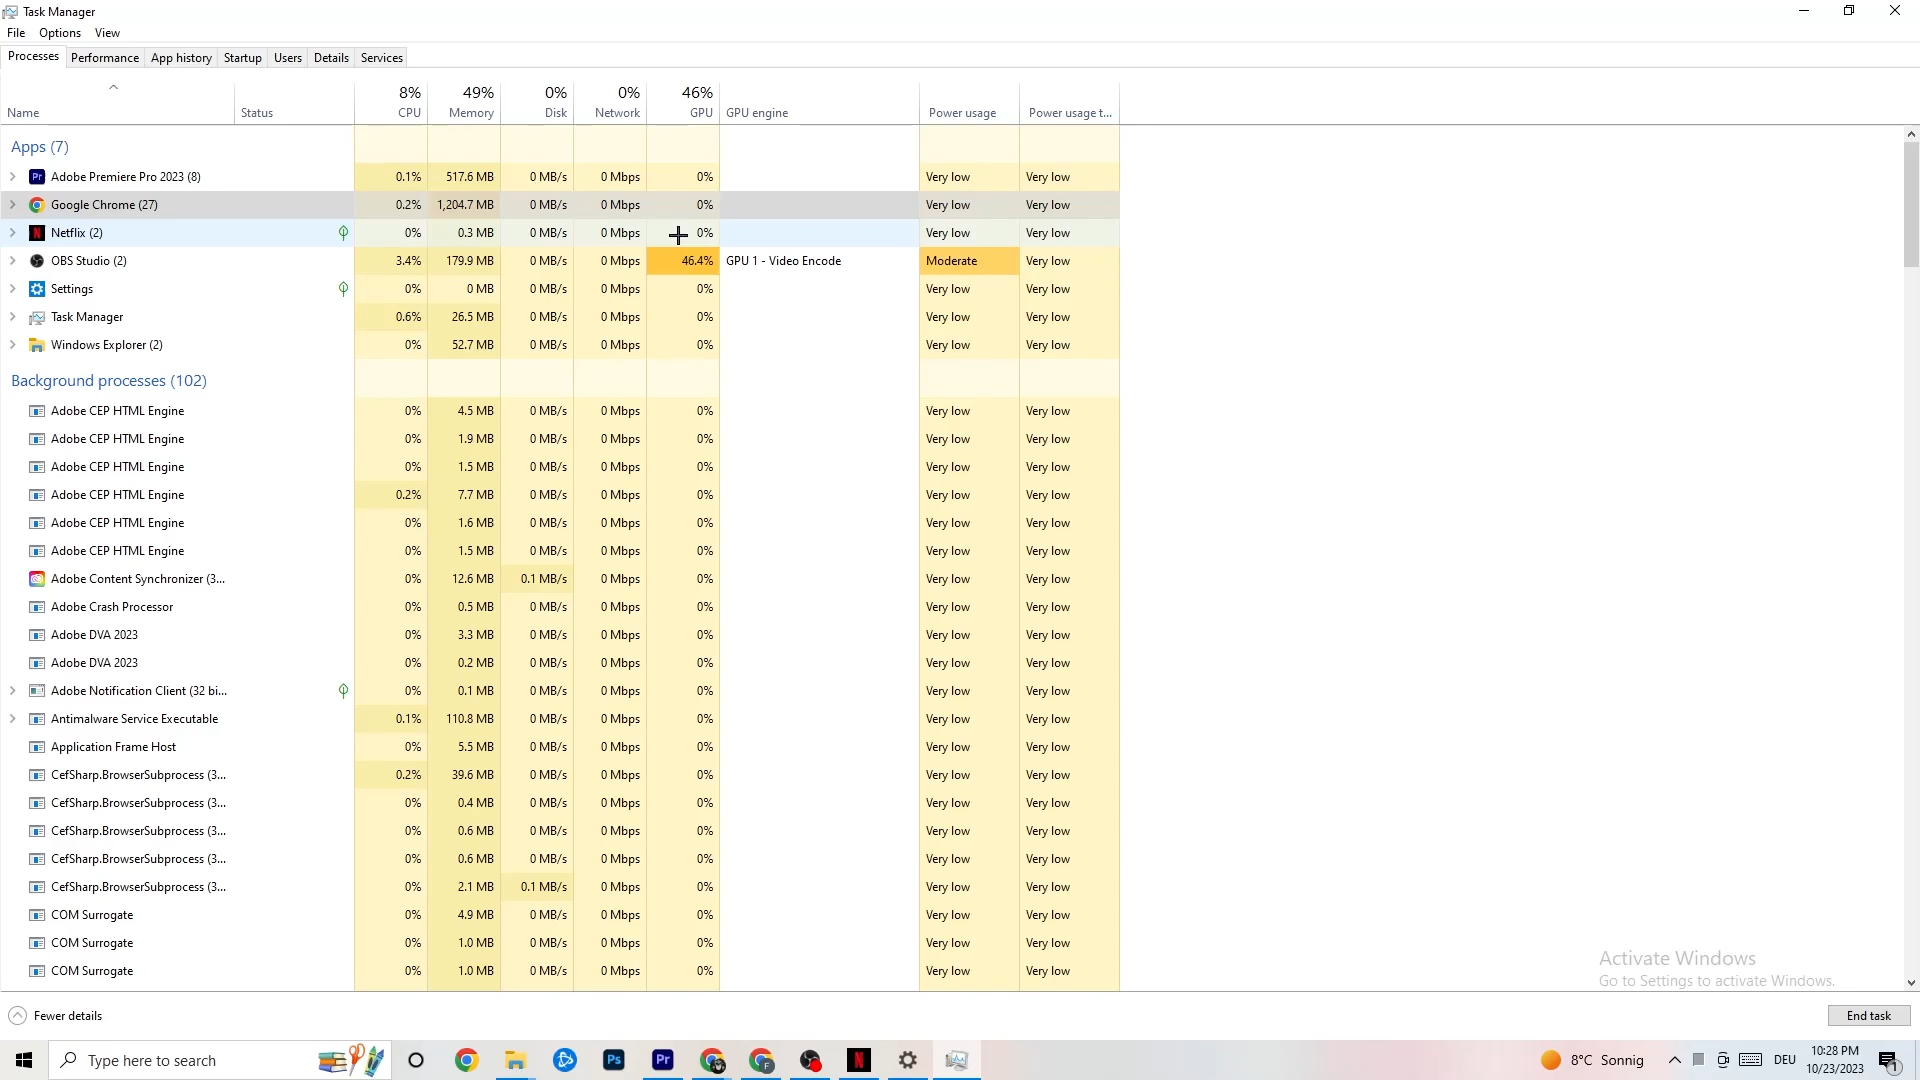 Task Manager
File Options View
Processes Performance App history Startup Users Details Services
8% 49% 0% 0% 46%
Name Status CPU Memory Disk Network GPU GPU engine Power usage Power usage t...
Apps (7)
Pr Adobe Premiere Pro 2023 (8) 0.1% 517.6 MB 0 MB/s 0 Mbps 0% Very low Very low
Google Chrome (27) 0.2% 1,204.7 MB 0 MB/s 0 Mbps 0% Very low Very low
N Netflix (2) 0% 0.3 MB 0 MB/s 0 Mbps 0% Very low Very low
OBS Studio (2) 3.4% 179.9 MB 0 MB/s 0 Mbps 46.4% GPU 1 - Video Encode Moderate Very low
Settings 0% 0 MB 0 MB/s 0 Mbps 0% Very low Very low
Task Manager 0.6% 26.5 MB 0 MB/s 0 Mbps 0% Very low Very low
Windows Explorer (2) 0% 52.7 MB 0 MB/s 0 Mbps 0% Very low Very low
Background processes (102)
Adobe CEP HTML Engine 0% 4.5 MB 0 MB/s 0 Mbps 0% Very low Very low
Adobe CEP HTML Engine 0% 1.9 MB 0 MB/s 0 Mbps 0% Very low Very low
Adobe CEP HTML Engine 0% 1.5 MB 0 MB/s 0 Mbps 0% Very low Very low
Adobe CEP HTML Engine 0.2% 7.7 MB 0 MB/s 0 Mbps 0% Very low Very low
Adobe CEP HTML Engine 0% 1.6 MB 0 MB/s 0 Mbps 0% Very low Very low
Adobe CEP HTML Engine 0% 1.5 MB 0 MB/s 0 Mbps 0% Very low Very low
Adobe Content Synchronizer (3... 0% 12.6 MB 0.1 MB/s 0 Mbps 0% Very low Very low
Adobe Crash Processor 0% 0.5 MB 0 MB/s 0 Mbps 0% Very low Very low
Adobe DVA 2023 0% 3.3 MB 0 MB/s 0 Mbps 0% Very low Very low
Adobe DVA 2023 0% 0.2 MB 0 MB/s 0 Mbps 0% Very low Very low
Adobe Notification Client (32 bi... 0% 0.1 MB 0 MB/s 0 Mbps 0% Very low Very low
Antimalware Service Executable 0.1% 110.8 MB 0 MB/s 0 Mbps 0% Very low Very low
Application Frame Host 0% 5.5 MB 0 MB/s 0 Mbps 0% Very low Very low
CefSharp.BrowserSubprocess (3... 0.2% 39.6 MB 0 MB/s 0 Mbps 0% Very low Very low
CefSharp.BrowserSubprocess (3... 0% 0.4 MB 0 MB/s 0 Mbps 0% Very low Very low
CefSharp.BrowserSubprocess (3... 0% 0.6 MB 0 MB/s 0 Mbps 0% Very low Very low
CefSharp.BrowserSubprocess (3... 0% 0.6 MB 0 MB/s 0 Mbps 0% Very low Very low
CefSharp.BrowserSubprocess (3... 0% 2.1 MB 0.1 MB/s 0 Mbps 0% Very low Very low
COM Surrogate 0% 4.9 MB 0 MB/s 0 Mbps 0% Very low Very low
COM Surrogate 0% 1.0 MB 0 MB/s 0 Mbps 0% Very low Very low
COM Surrogate 0% 1.0 MB 0 MB/s 0 Mbps 0% Very low Very low
Activate Windows
Go to Settings to activate Windows.
Fewer details End task
Type here to search Ps Pr F N 8°C Sonnig DEU 10:28 PM
10/23/2023 1